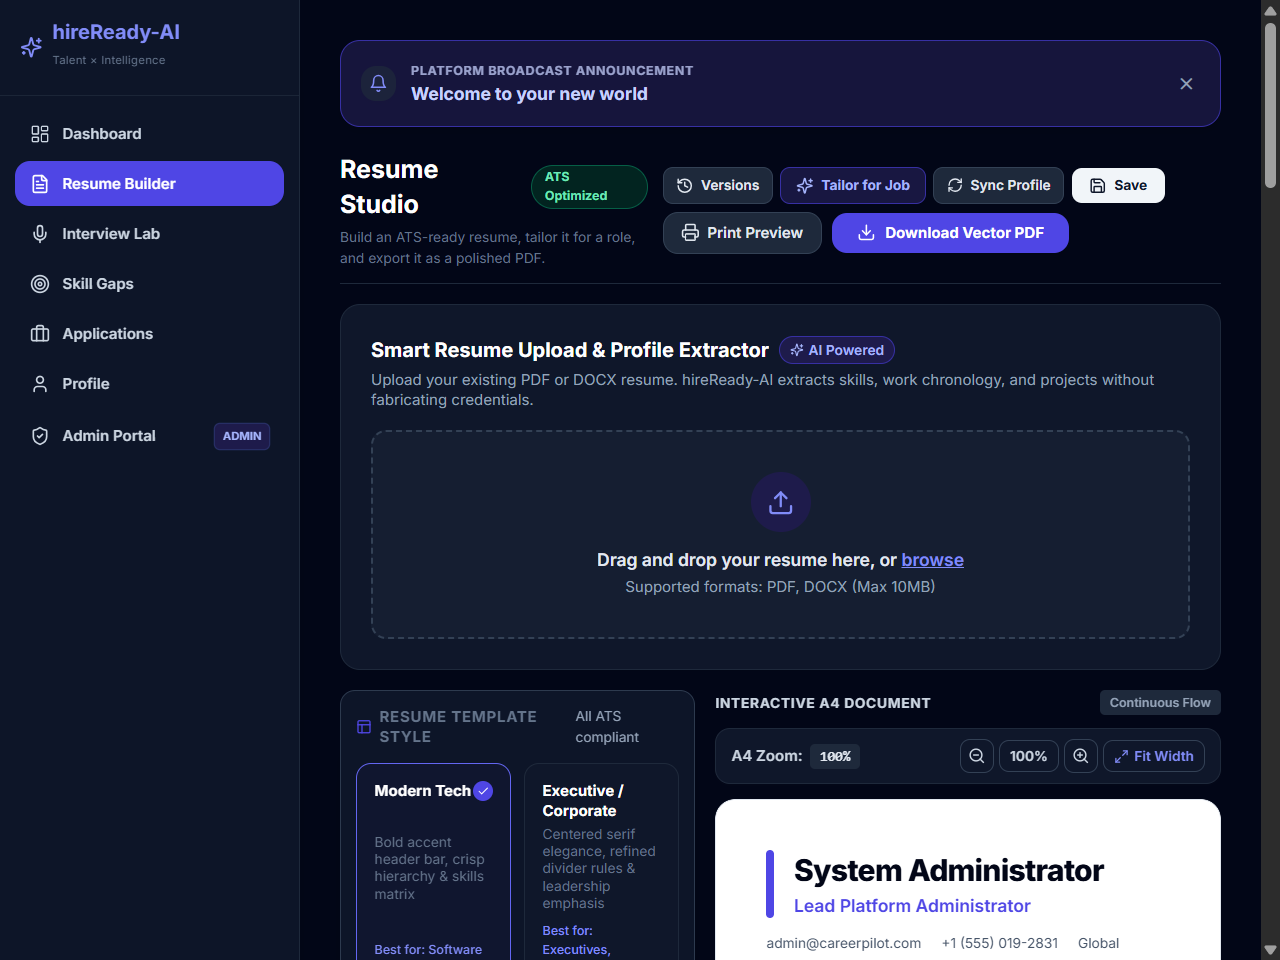 hireReady-AI
Talent × Intelligence
Dashboard
Resume Builder
Interview Lab
Skill Gaps
Applications
Profile
Admin Portal
ADMIN
PLATFORM BROADCAST ANNOUNCEMENT
Welcome to your new world
Resume
Studio
ATS
Optimized
Build an ATS-ready resume, tailor it for a role,
and export it as a polished PDF.
Versions
Tailor for Job
Sync Profile
Save
Print Preview
Download Vector PDF
Smart Resume Upload & Profile Extractor
AI Powered
Upload your existing PDF or DOCX resume. hireReady-AI extracts skills, work chronology, and projects without
fabricating credentials.
Drag and drop your resume here, or browse
Supported formats: PDF, DOCX (Max 10MB)
RESUME TEMPLATE
STYLE
All ATS
compliant
Modern Tech
Bold accent
header bar, crisp
hierarchy & skills
matrix
Best for: Software
Executive /
Corporate
Centered serif
elegance, refined
divider rules &
leadership
emphasis
Best for:
Executives,
INTERACTIVE A4 DOCUMENT
Continuous Flow
A4 Zoom:
100%
100%
Fit Width
System Administrator
Lead Platform Administrator
admin@careerpilot.com
+1 (555) 019-2831
Global